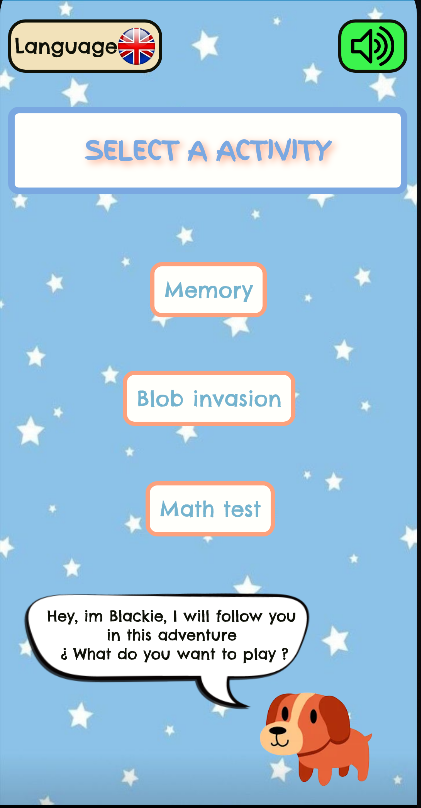 Language
SELECT A ACTIVITY
Memory
Blob invasion
Math test
Hey, im Blackie, I will follow you
in this adventure
¿ What do you want to play ?